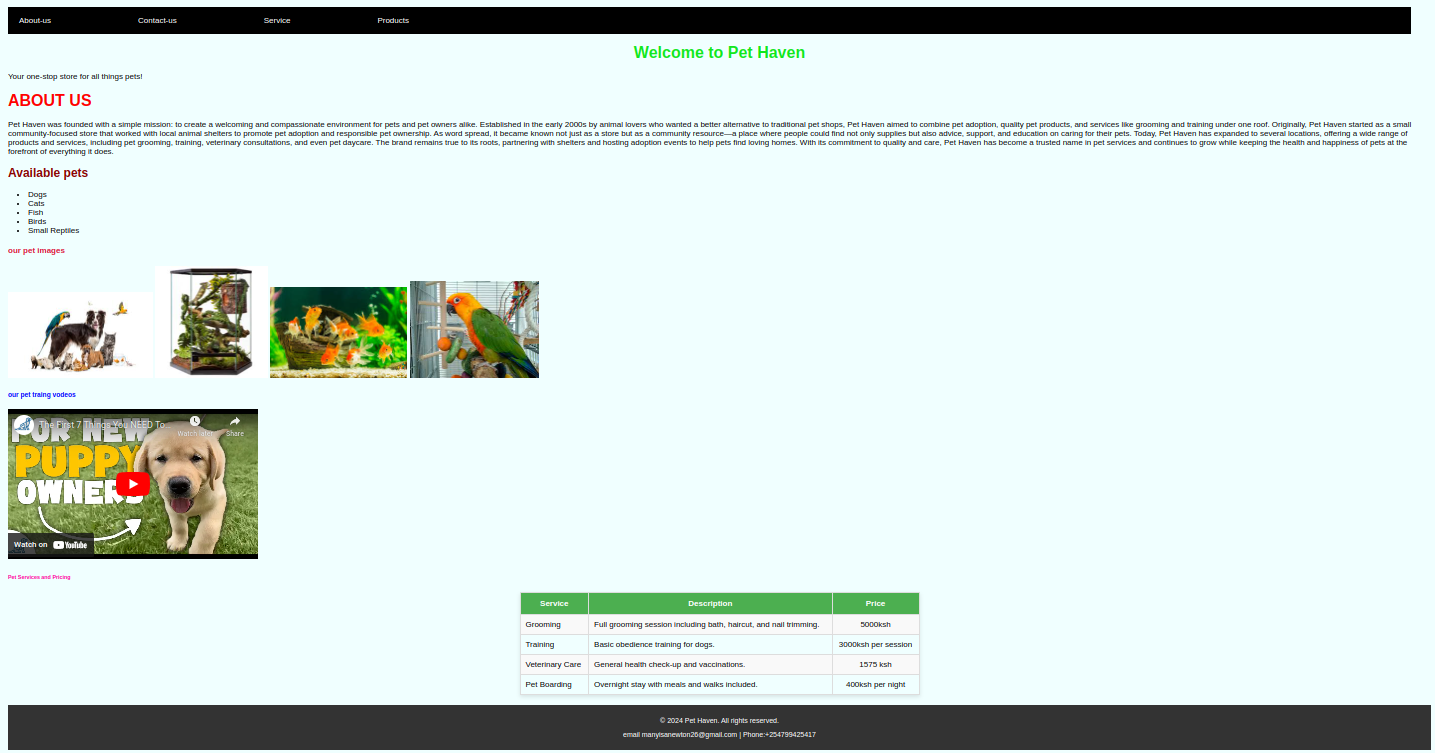 About-us Contact-us Service Products
Welcome to Pet Haven
Your one-stop store for all things pets!
ABOUT US
Pet Haven was founded with a simple mission: to create a welcoming and compassionate environment for pets and pet owners alike. Established in the early 2000s by animal lovers who wanted a better alternative to traditional pet shops, Pet Haven aimed to combine pet adoption, quality pet products, and services like grooming and training under one roof. Originally, Pet Haven started as a small
community-focused store that worked with local animal shelters to promote pet adoption and responsible pet ownership. As word spread, it became known not just as a store but as a community resource—a place where people could find not only supplies but also advice, support, and education on caring for their pets. Today, Pet Haven has expanded to several locations, offering a wide range of
products and services, including pet grooming, training, veterinary consultations, and even pet daycare. The brand remains true to its roots, partnering with shelters and hosting adoption events to help pets find loving homes. With its commitment to quality and care, Pet Haven has become a trusted name in pet services and continues to grow while keeping the health and happiness of pets at the
forefront of everything it does.
Available pets
Dogs
Cats
Fish
Birds
Small Reptiles
our pet images
our pet traing vodeos
The First 7 Things You NEED To...
Watch later Share
FOR NEW
PUPPY
OWNERS
Watch on YouTube
Pet Services and Pricing
Service Description Price
Grooming Full grooming session including bath, haircut, and nail trimming. 5000ksh
Training Basic obedience training for dogs. 3000ksh per session
Veterinary Care General health check-up and vaccinations. 1575 ksh
Pet Boarding Overnight stay with meals and walks included. 400ksh per night
© 2024 Pet Haven. All rights reserved.
email manyisanewton26@gmail.com | Phone:+254799425417